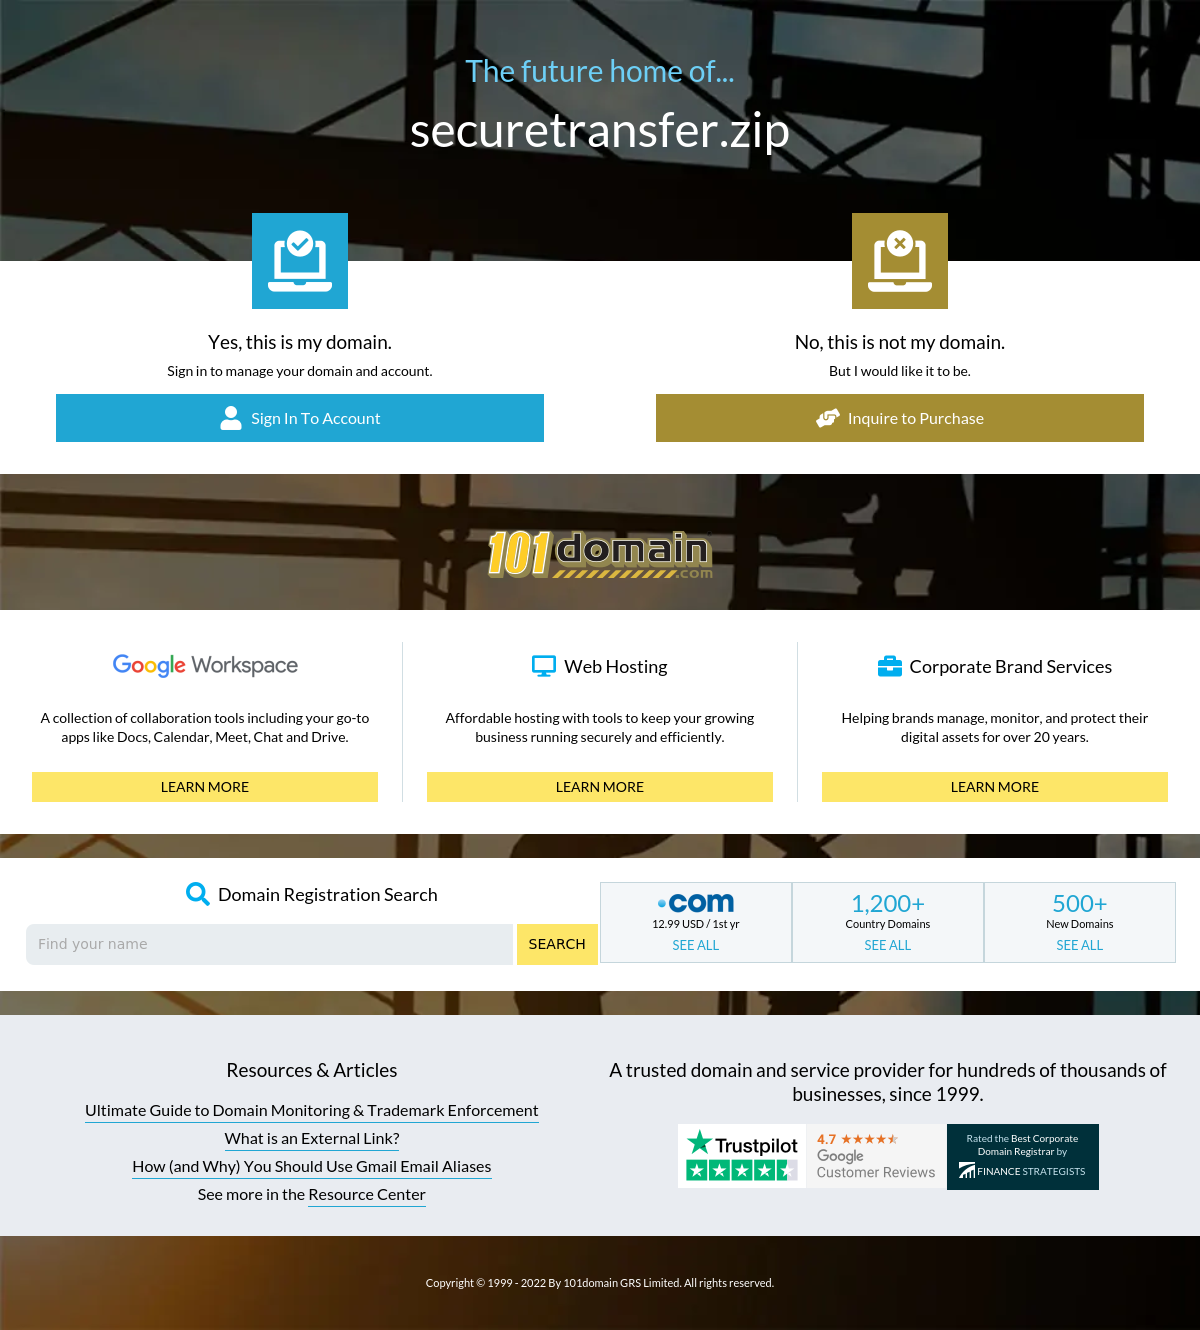 The future home of...
securetransfer.zip
Yes, this is my domain.
Sign in to manage your domain and account.
Sign In To Account
No, this is not my domain.
But I would like it to be.
Inquire to Purchase
101domain
.com
Google Workspace
A collection of collaboration tools including your go-to
apps like Docs, Calendar, Meet, Chat and Drive.
LEARN MORE
Web Hosting
Affordable hosting with tools to keep your growing
business running securely and efficiently.
LEARN MORE
Corporate Brand Services
Helping brands manage, monitor, and protect their
digital assets for over 20 years.
LEARN MORE
Domain Registration Search
Find your name
SEARCH
.com
12.99 USD / 1st yr
SEE ALL
1,200+
Country Domains
SEE ALL
500+
New Domains
SEE ALL
Resources & Articles
Ultimate Guide to Domain Monitoring & Trademark Enforcement
What is an External Link?
How (and Why) You Should Use Gmail Email Aliases
See more in the Resource Center
A trusted domain and service provider for hundreds of thousands of
businesses, since 1999.
Trustpilot
4.7
Google
Customer Reviews
Rated the Best Corporate
Domain Registrar by
FINANCE STRATEGISTS
Copyright © 1999 - 2022 By 101domain GRS Limited. All rights reserved.